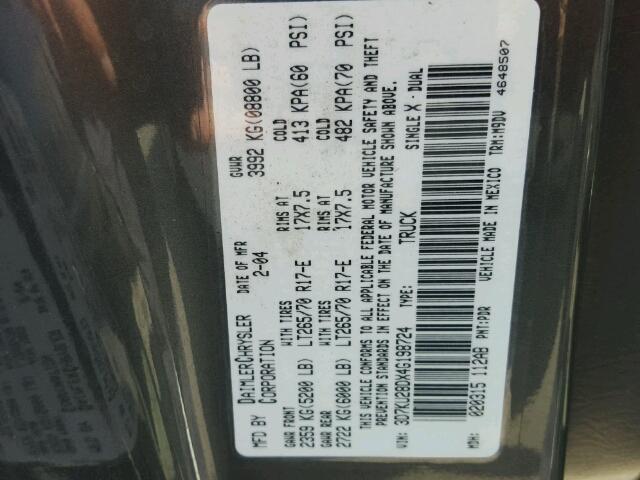 MFD BY DAIMLERCHRYSLER CORPORATION DATE OF MFR 2-04 GVWR 3992 KG(08800 LB)
GAWR FRONT WITH TIRES RIMS AT COLD
2359 KG(5200 LB) LT265/70 R17-E 17X7.5 413 KPA(60 PSI)
GAWR REAR WITH TIRES RIMS AT COLD
2722 KG(6000 LB) LT265/70 R17-E 17X7.5 482 KPA(70 PSI)
THIS VEHICLE CONFORMS TO ALL APPLICABLE FEDERAL MOTOR VEHICLE SAFETY AND THEFT
PREVENTION STANDARDS IN EFFECT ON THE DATE OF MANUFACTURE SHOWN ABOVE.
VIN: 3D7KU28DX4G198724 TYPE: TRUCK SINGLE X - DUAL
MDH: 020315 112AB PNT:PDR VEHICLE MADE IN MEXICO TRM:M9DV 4648507